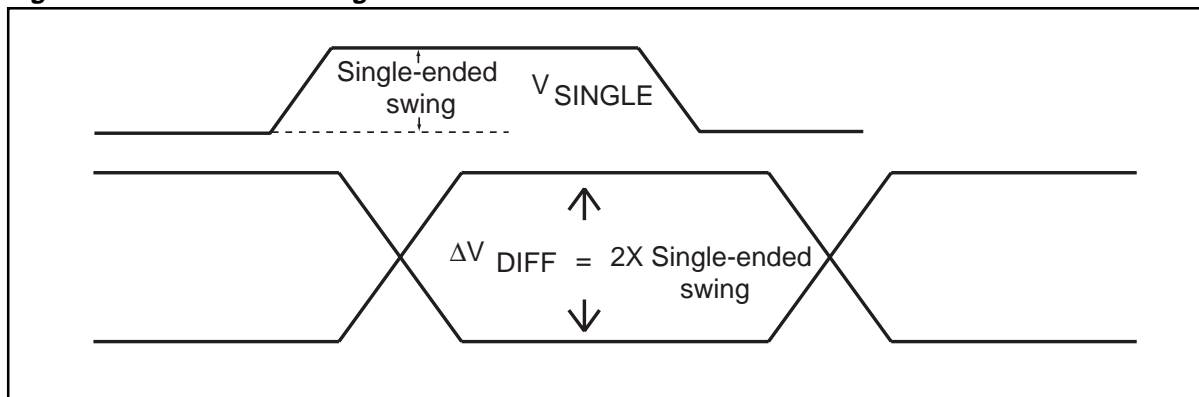 Single-ended
swing
V SINGLE
ΔV DIFF = 2X Single-ended
swing